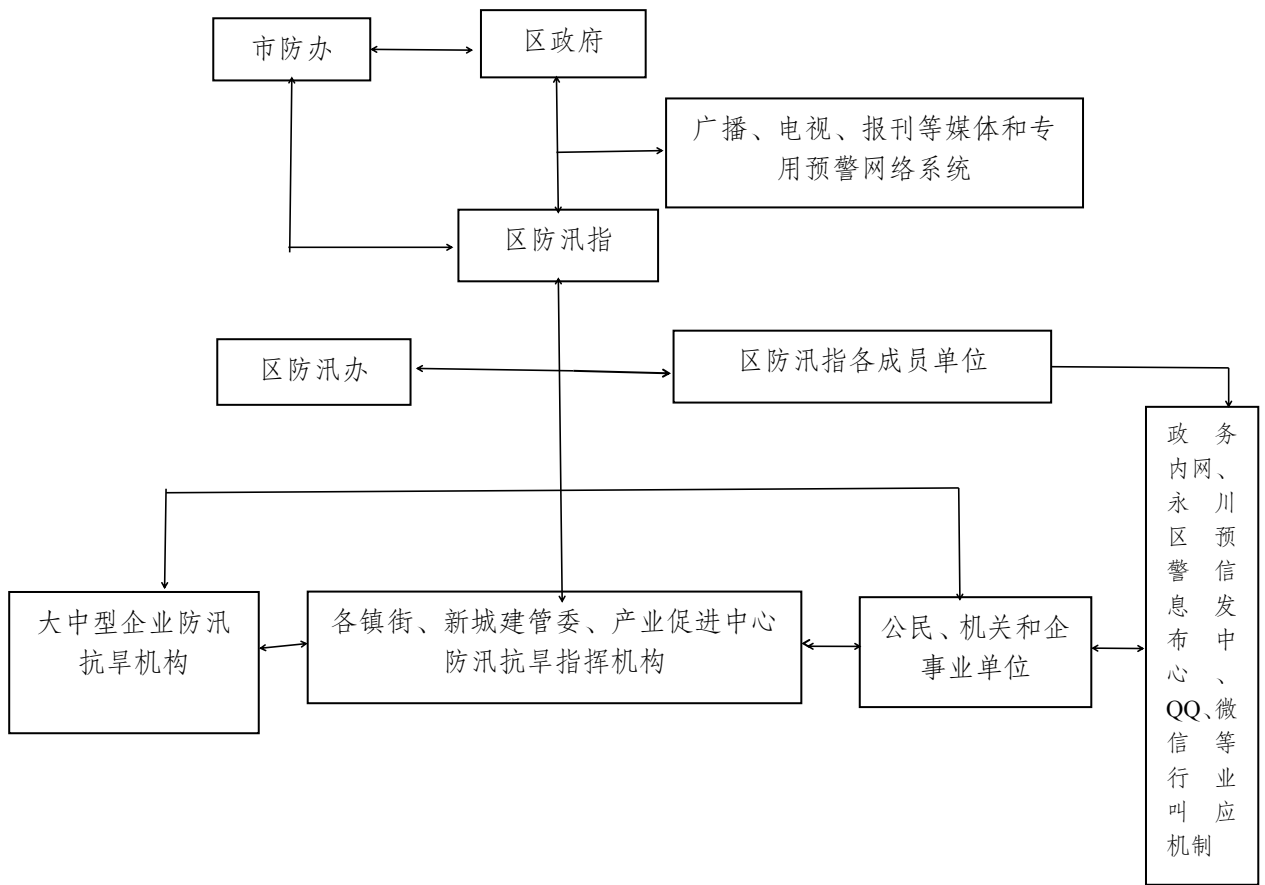 市防办
区政府
广播、电视、报刊等媒体和专
用预警网络系统
区防汛指
区防汛办
区防汛指各成员单位
政务
内网、
永川
区预
警信
息发
布中
心、
QQ、微
信等
行业
叫应
机制
大中型企业防汛
抗旱机构
各镇街、新城建管委、产业促进中心
防汛抗旱指挥机构
公民、机关和企
事业单位